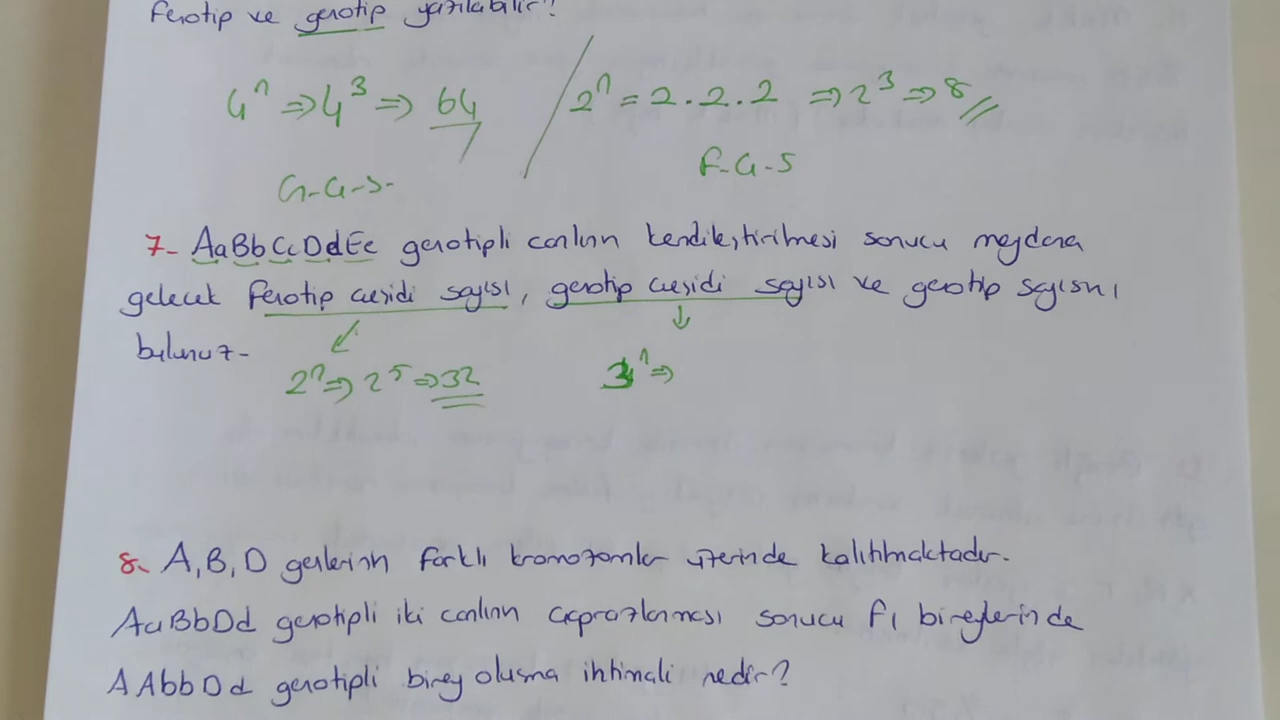 Fenotip ve genotip yazılabilir?
4ⁿ ⇒ 4³ ⇒ 64 / 2ⁿ = 2 . 2 . 2 ⇒ 2³ ⇒ 8
G-G-S- F-G-S
7- AaBbCcDdEe genotipli canlının kendileştirilmesi sonucu meydana
gelecek fenotip çeşidi sayısı, genotip çeşidi sayısı ve genotip sayısını
bulunuz-
2ⁿ ⇒ 2⁵ ⇒ 32 3ⁿ ⇒
8. A, B, D genlerinin farklı kromozomlar üzerinde kalıtılmaktadır.
AaBbDd genotipli iki canlının çaprazlanması sonucu F1 bireylerinde
AAbbDd genotipli birey oluşma ihtimali nedir?